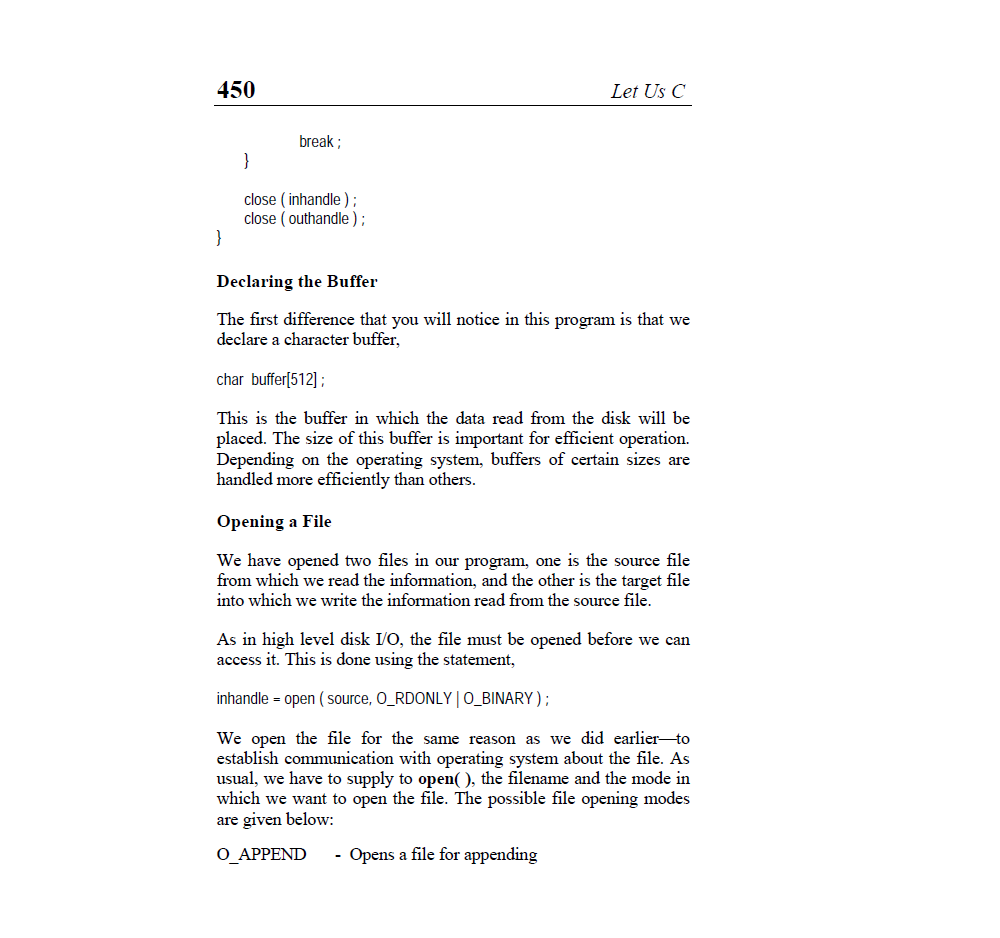 450 Let Us C
break ;
}
close ( inhandle ) ;
close ( outhandle ) ;
}
Declaring the Buffer
The first difference that you will notice in this program is that we
declare a character buffer,
char buffer[512] ;
This is the buffer in which the data read from the disk will be
placed. The size of this buffer is important for efficient operation.
Depending on the operating system, buffers of certain sizes are
handled more efficiently than others.
Opening a File
We have opened two files in our program, one is the source file
from which we read the information, and the other is the target file
into which we write the information read from the source file.
As in high level disk I/O, the file must be opened before we can
access it. This is done using the statement,
inhandle = open ( source, O_RDONLY | O_BINARY ) ;
We open the file for the same reason as we did earlier—to
establish communication with operating system about the file. As
usual, we have to supply to open( ), the filename and the mode in
which we want to open the file. The possible file opening modes
are given below:
O_APPEND - Opens a file for appending